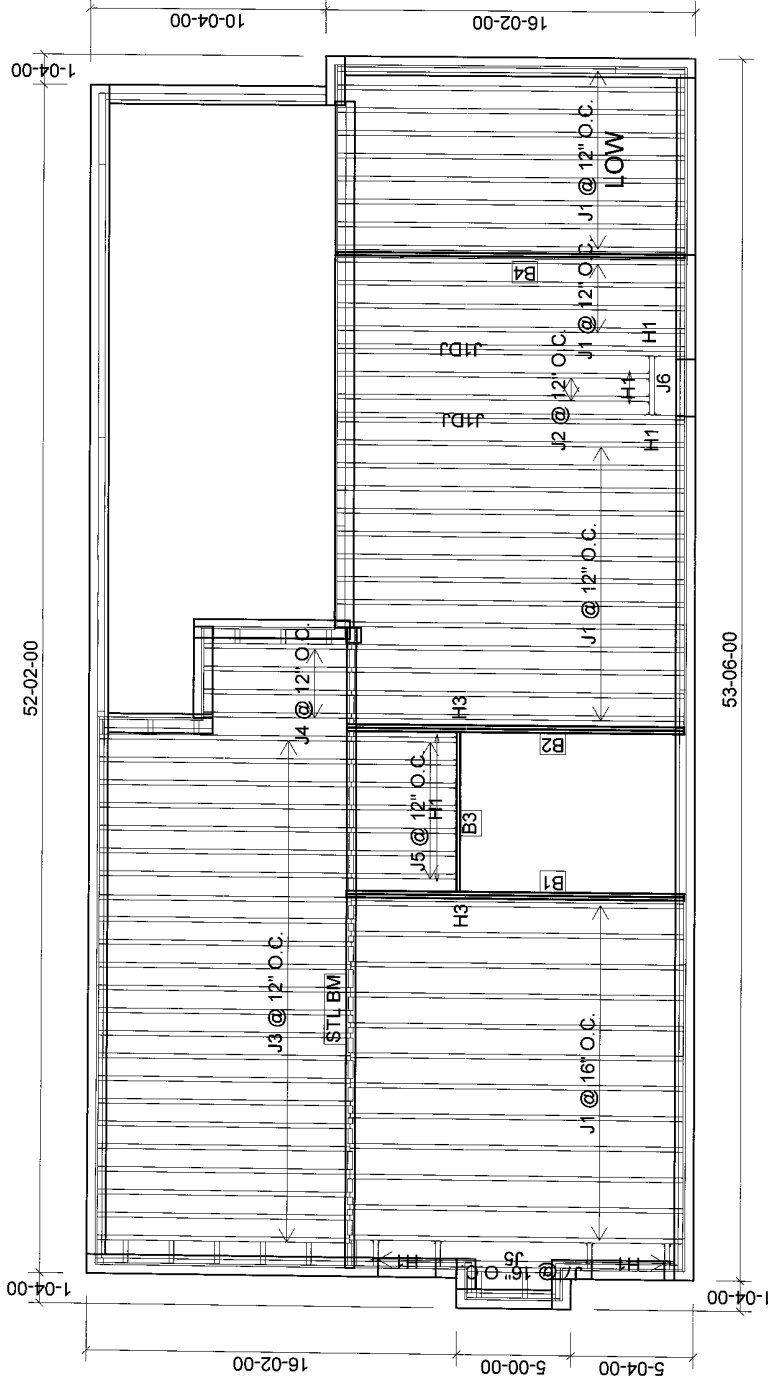 10-04-00
16-02-00
1-04-00
J1 @ 12" O.C.
LOW
B4
J1 @ 12" O.C.
J1DJ
H1
J2 @ 12" O.C.
H1
J6
J1DJ
H1
52-02-00
53-06-00
J1 @ 12" O.C.
J4 @ 12" O.C.
H3
B2
J5 @ 12" O.C.
H1
B3
B1
H3
J3 @ 12" O.C.
STL BM
J1 @ 16" O.C.
H1
J5
J7 @ 16" O.C.
H1
1-04-00
1-04-00
16-02-00
5-00-00
5-04-00